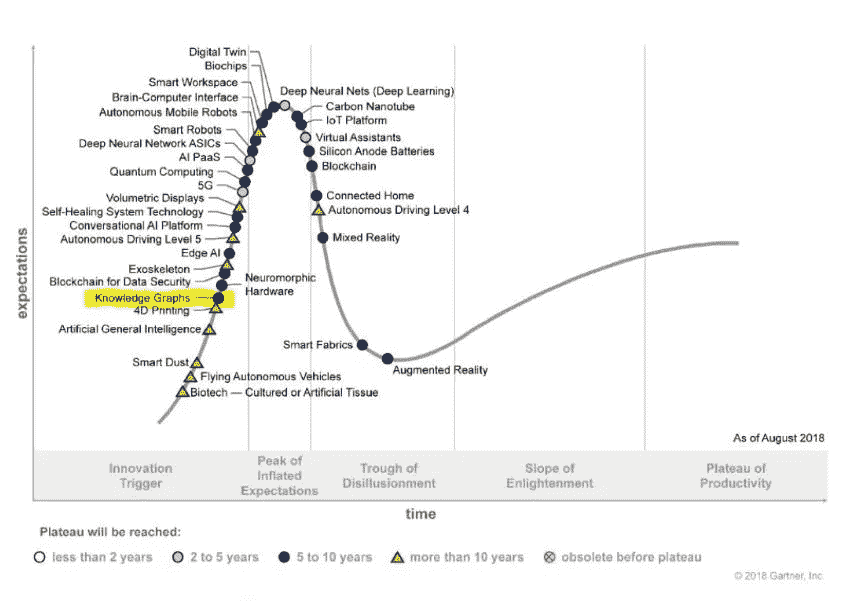 Digital Twin
Biochips
Smart Workspace
Brain-Computer Interface
Autonomous Mobile Robots
Smart Robots
Deep Neural Network ASICs
AI PaaS
Quantum Computing
5G
Volumetric Displays
Self-Healing System Technology
Conversational AI Platform
Autonomous Driving Level 5
Edge AI
Exoskeleton
Blockchain for Data Security
Neuromorphic
Hardware
Knowledge Graphs
4D Printing
Artificial General Intelligence
Smart Dust
Flying Autonomous Vehicles
Biotech — Cultured or Artificial Tissue
Deep Neural Nets (Deep Learning)
Carbon Nanotube
IoT Platform
Virtual Assistants
Silicon Anode Batteries
Blockchain
Connected Home
Autonomous Driving Level 4
Mixed Reality
Smart Fabrics
Augmented Reality
expectations
As of August 2018
Innovation
Trigger
Peak of
Inflated
Expectations
Trough of
Disillusionment
Slope of
Enlightenment
Plateau of
Productivity
time
Plateau will be reached:
less than 2 years
2 to 5 years
5 to 10 years
more than 10 years
obsolete before plateau
© 2018 Gartner, Inc.